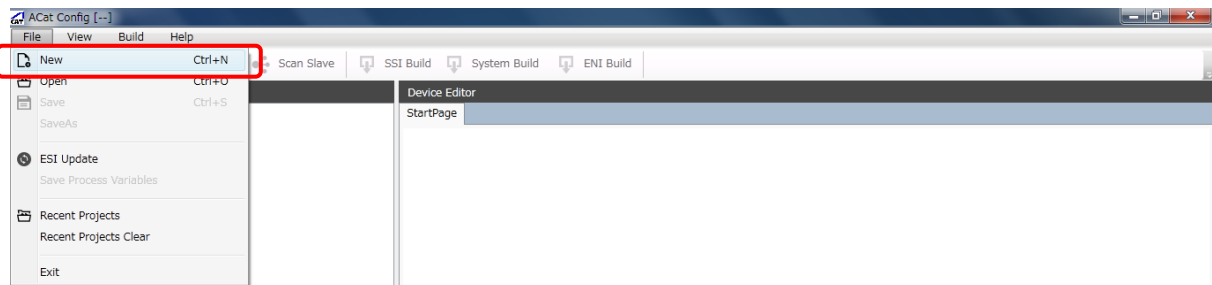 ACat Config [--]
File View Build Help
New Ctrl+N
Scan Slave SSI Build System Build ENI Build
Open Ctrl+O
Device Editor
Save Ctrl+S
StartPage
SaveAs
ESI Update
Save Process Variables
Recent Projects
Recent Projects Clear
Exit